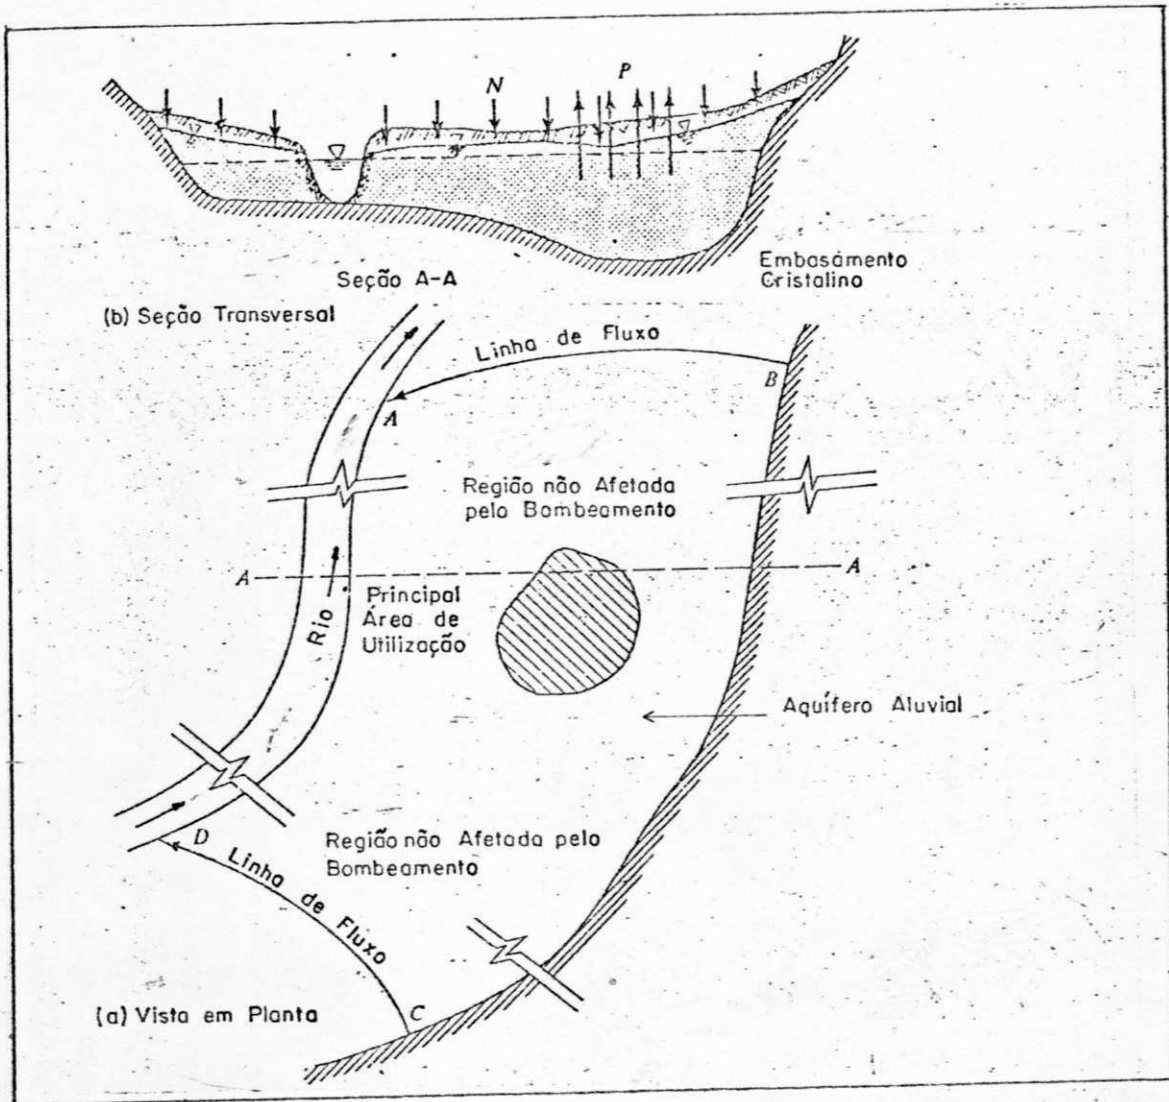 N
P
Embasamento
Cristalino
Seção A-A
(b) Seção Transversal
Linha de Fluxo
B
A
Região não Afetada
pelo Bombeamento
A
A
Principal
Área de
Utilização
Rio
Aquífero Aluvial
D
Região não Afetada pelo
Bombeamento
Linha de Fluxo
C
(a) Vista em Planta